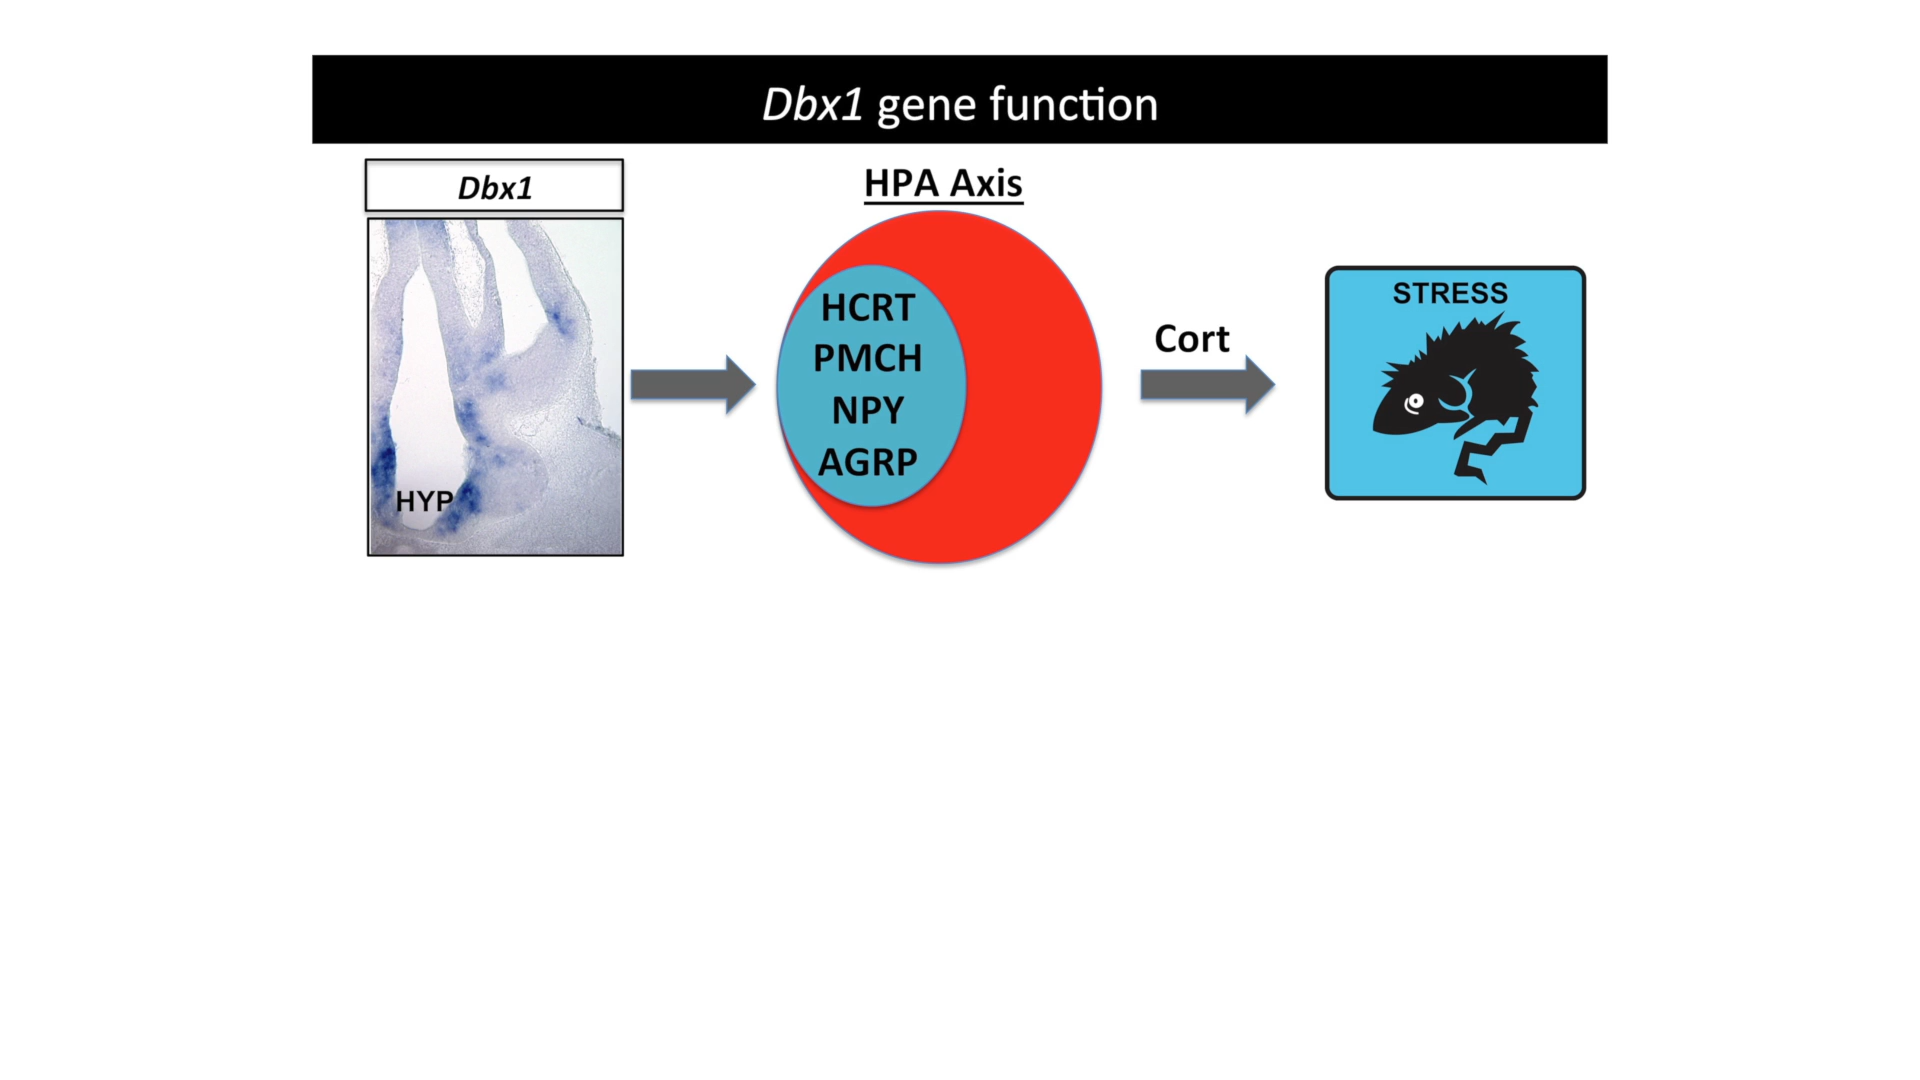 Dbx1 gene function
Dbx1
HYP
HPA Axis
HCRT
PMCH
NPY
AGRP
Cort
STRESS